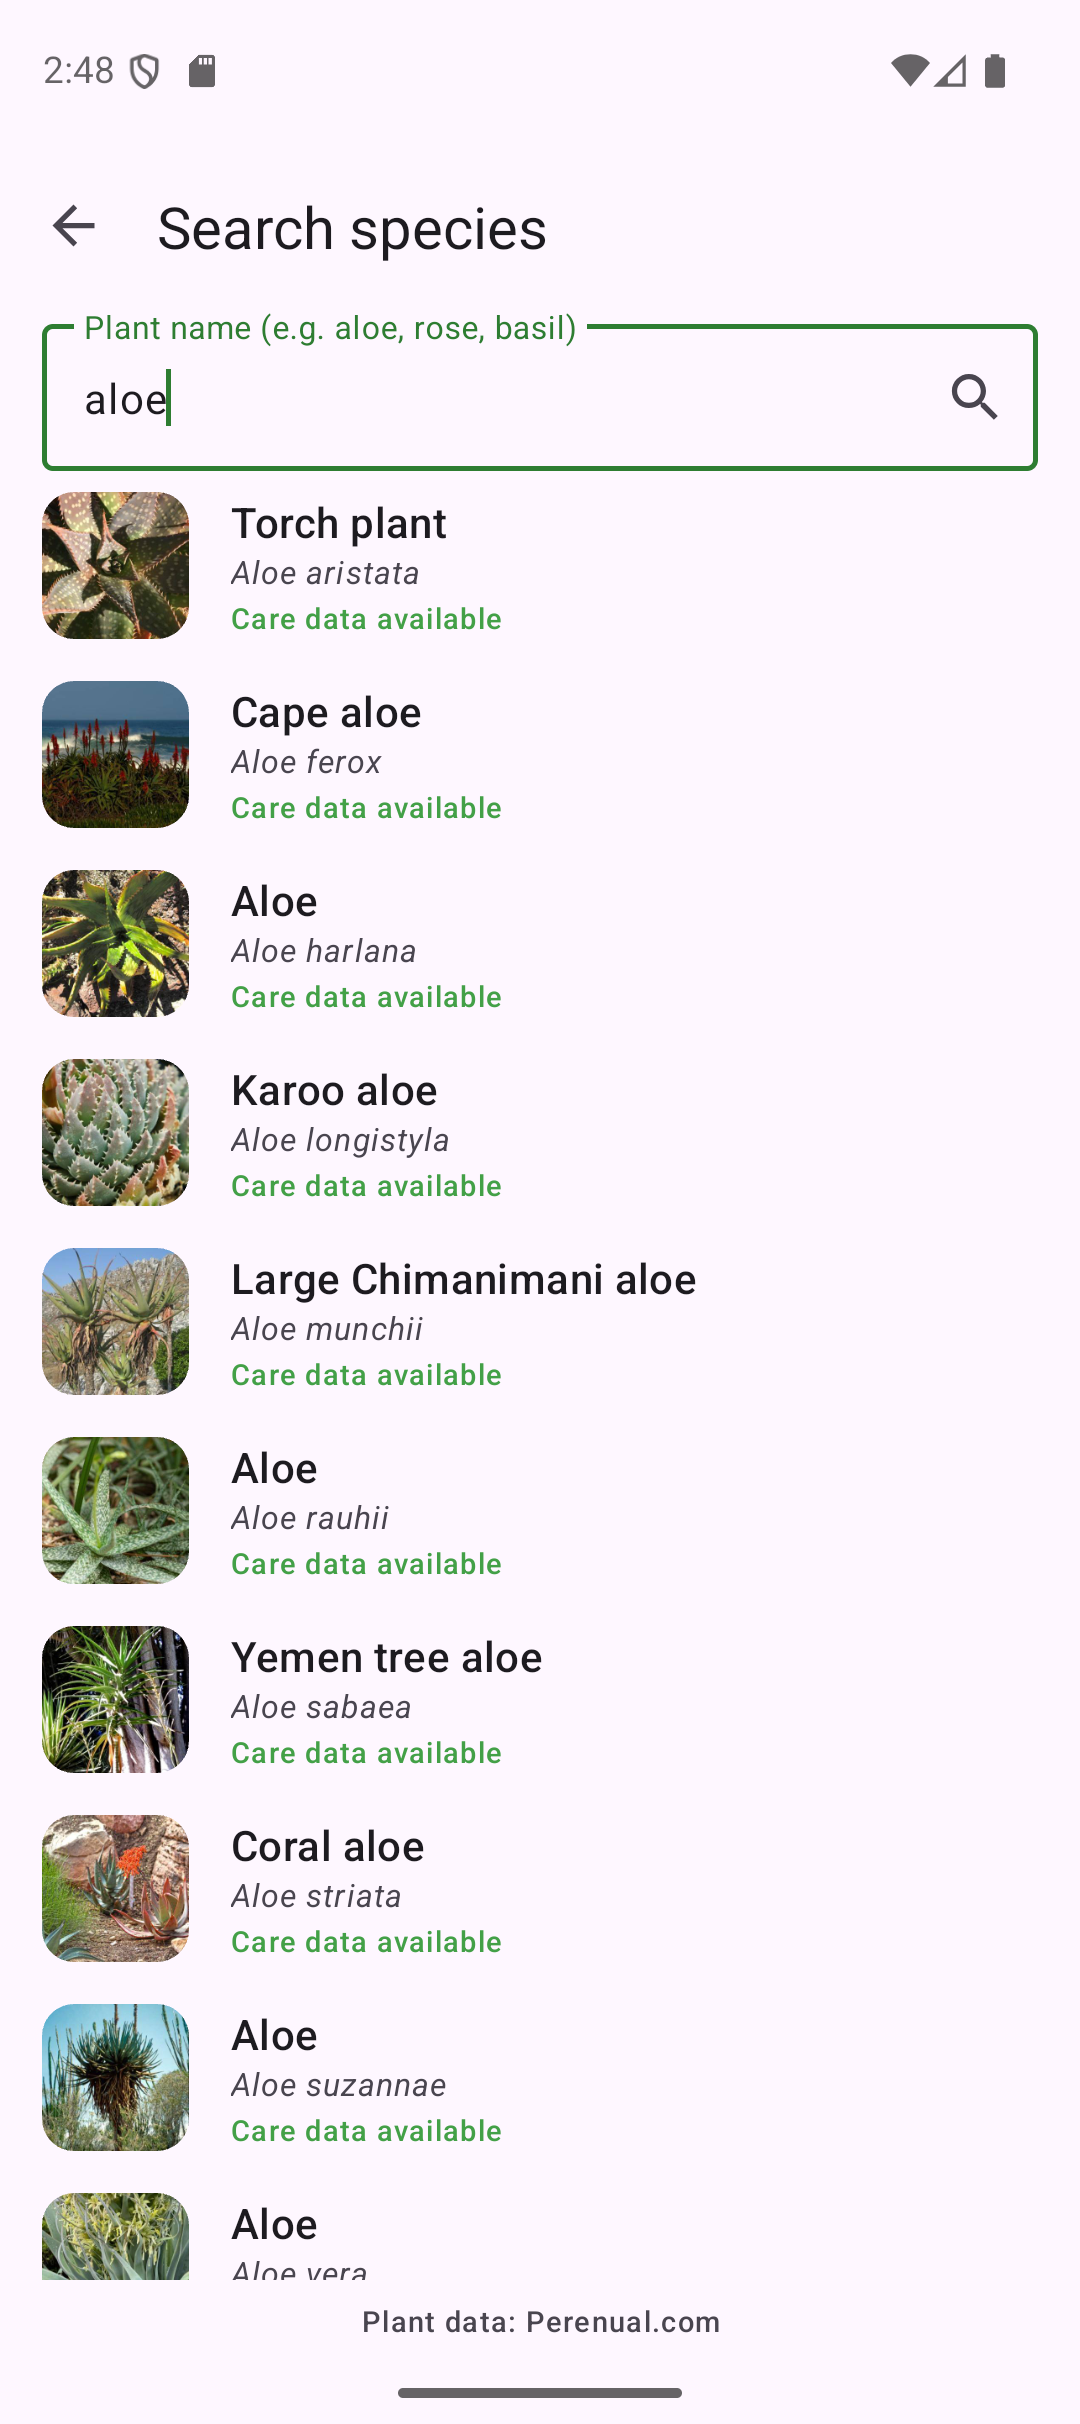 2:48
Search species
Plant name (e.g. aloe, rose, basil)
aloe
Torch plant
Aloe aristata
Care data available
Cape aloe
Aloe ferox
Care data available
Aloe
Aloe harlana
Care data available
Karoo aloe
Aloe longistyla
Care data available
Large Chimanimani aloe
Aloe munchii
Care data available
Aloe
Aloe rauhii
Care data available
Yemen tree aloe
Aloe sabaea
Care data available
Coral aloe
Aloe striata
Care data available
Aloe
Aloe suzannae
Care data available
Aloe
Aloe vera
Plant data: Perenual.com